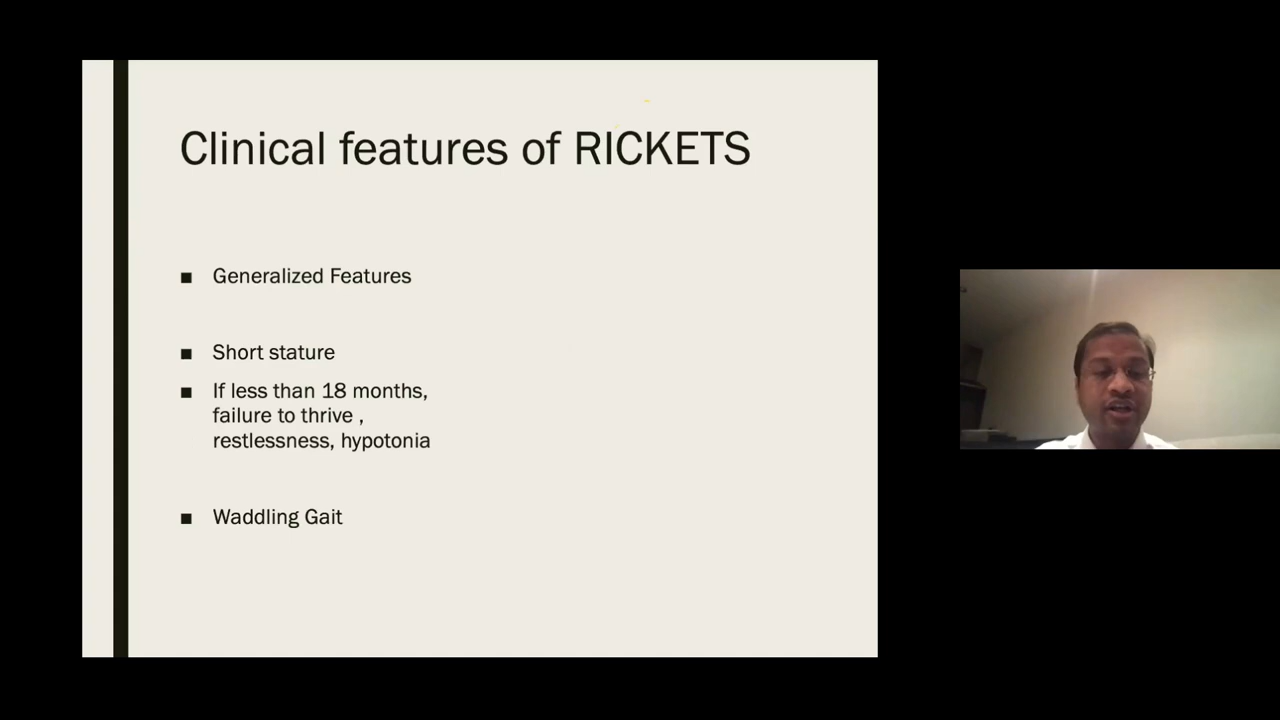 Clinical features of RICKETS
■ Generalized Features
■ Short stature
■ If less than 18 months,
failure to thrive ,
restlessness, hypotonia
■ Waddling Gait